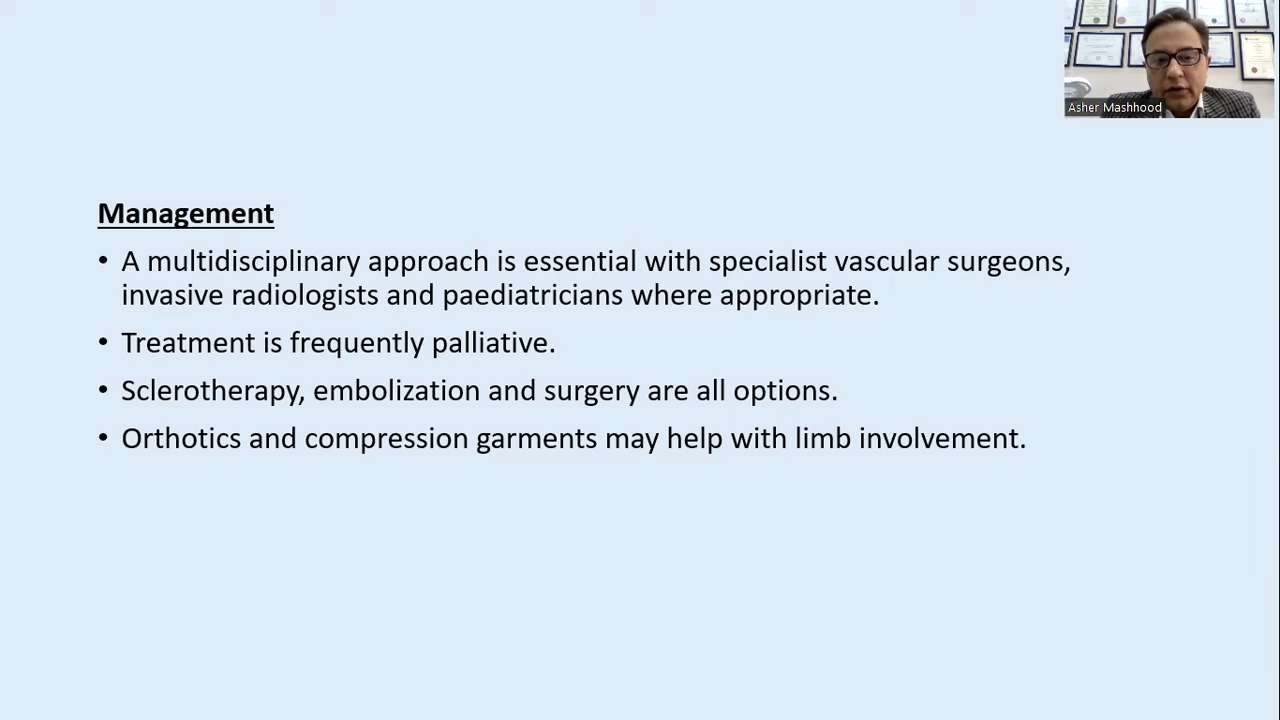 Asher Mashhood
Management
• A multidisciplinary approach is essential with specialist vascular surgeons,
invasive radiologists and paediatricians where appropriate.
• Treatment is frequently palliative.
• Sclerotherapy, embolization and surgery are all options.
• Orthotics and compression garments may help with limb involvement.